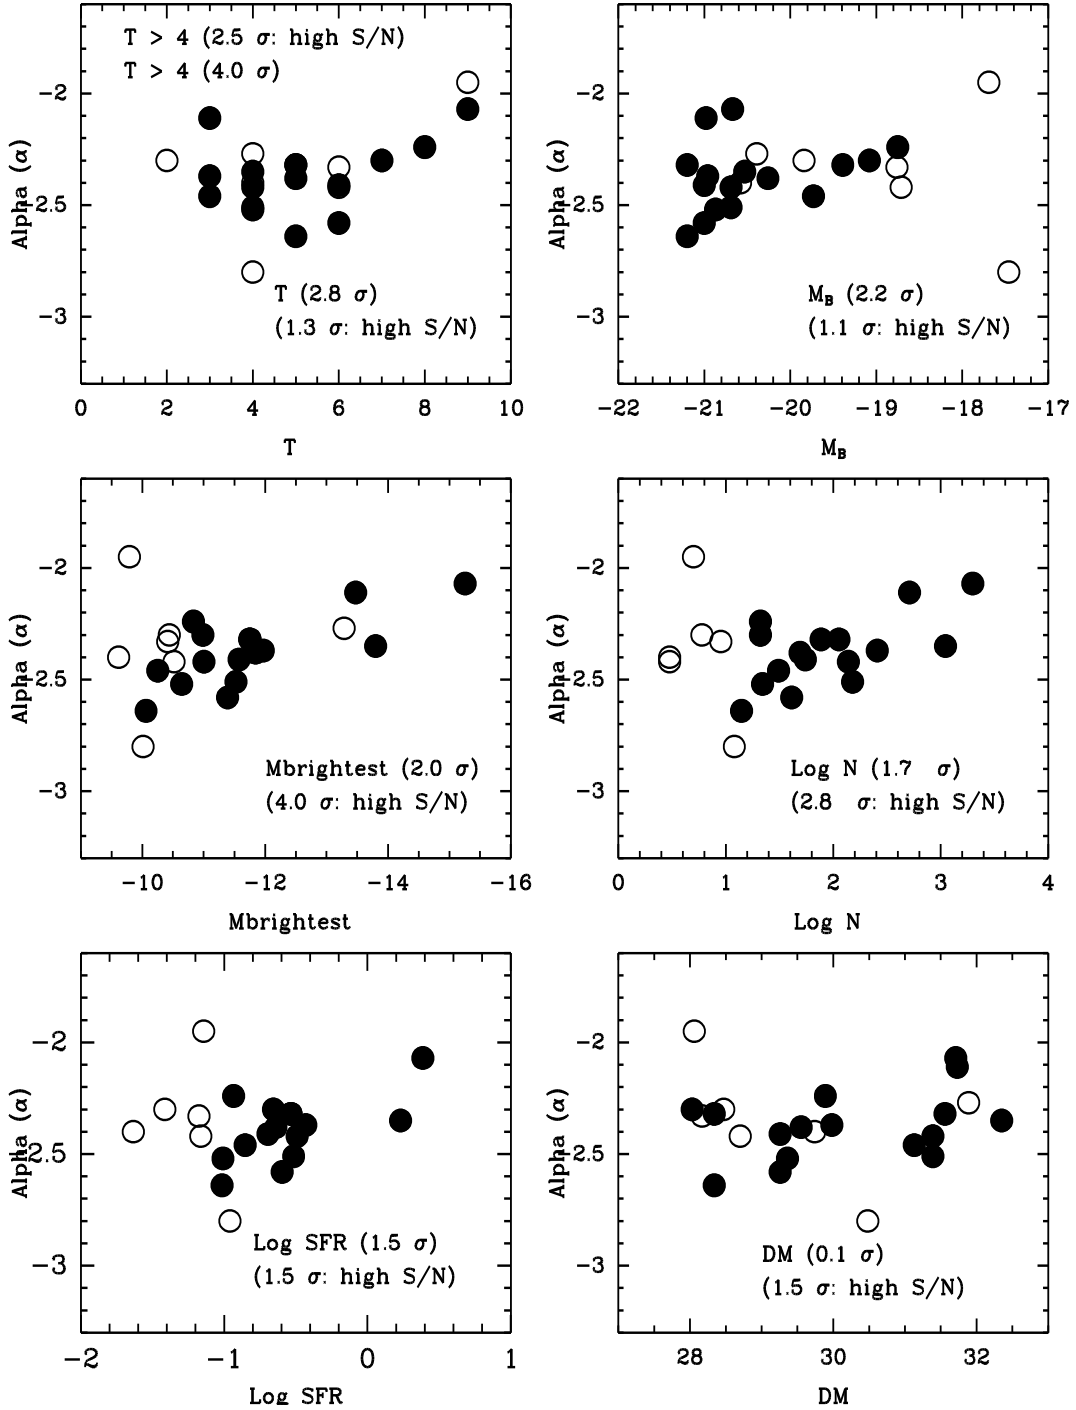 T > 4 (2.5 σ: high S/N)
T > 4 (4.0 σ)
−2
−2.5
−3
Alpha (α)
T (2.8 σ)
(1.3 σ: high S/N)
0 2 4 6 8 10
T
−2
−2.5
−3
Alpha (α)
M_B (2.2 σ)
(1.1 σ: high S/N)
−22 −21 −20 −19 −18 −17
M_B
−2
−2.5
−3
Alpha (α)
Mbrightest (2.0 σ)
(4.0 σ: high S/N)
−10 −12 −14 −16
Mbrightest
−2
−2.5
−3
Alpha (α)
Log N (1.7 σ)
(2.8 σ: high S/N)
0 1 2 3 4
Log N
−2
−2.5
−3
Alpha (α)
Log SFR (1.5 σ)
(1.5 σ: high S/N)
−2 −1 0 1
Log SFR
−2
−2.5
−3
Alpha (α)
DM (0.1 σ)
(1.5 σ: high S/N)
28 30 32
DM